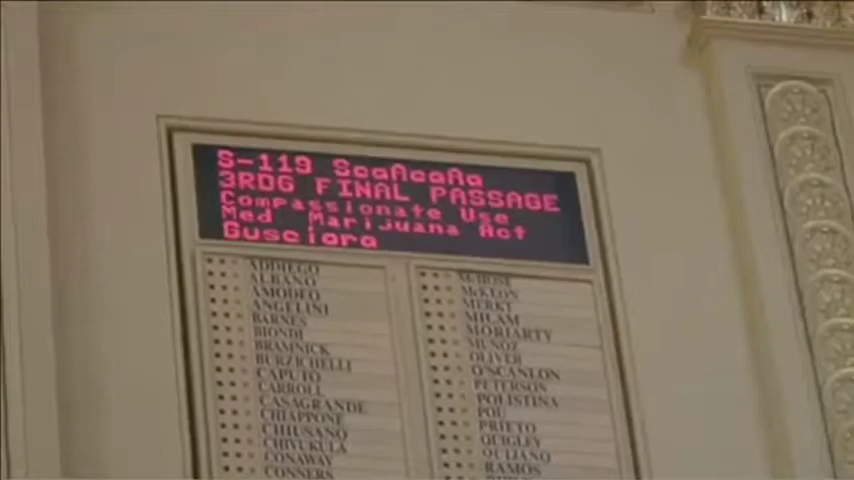 S-119 ScaAcaAa
3RDG FINAL PASSAGE
Compassionate Use
Med Marijuana Act
Gusciora
ADDIEGO
ALBANO
AMODEO
ANGELINI
BARNES
BIONDI
BRAMNICK
BURZICHELLI
CAPUTO
CARROLL
CASAGRANDE
CHIAPPONE
CHIUSANO
CHIVUKULA
CONAWAY
CONNERS
McHOSE
McKEON
MERKT
MILAM
MORIARTY
MUNOZ
OLIVER
O'SCANLON
PETERSON
POLISTINA
POU
PRIETO
QUIGLEY
QUIJANO
RAMOS